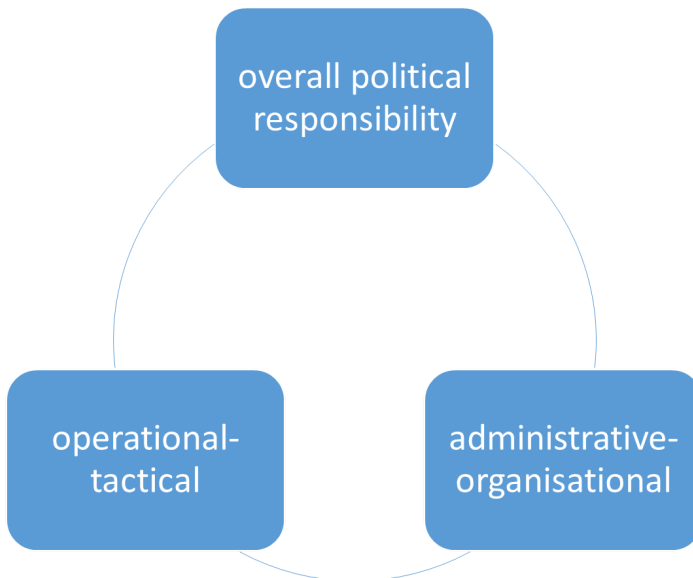 overall political
responsibility
operational-
tactical
administrative-
organisational